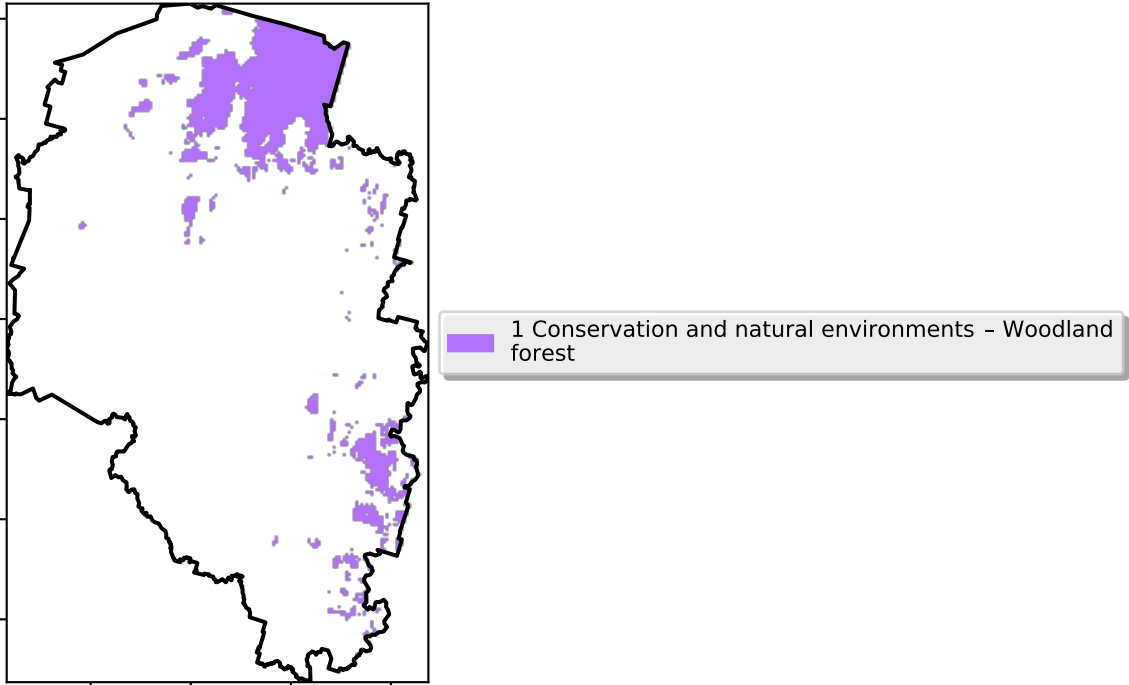 1 Conservation and natural environments – Woodland
forest